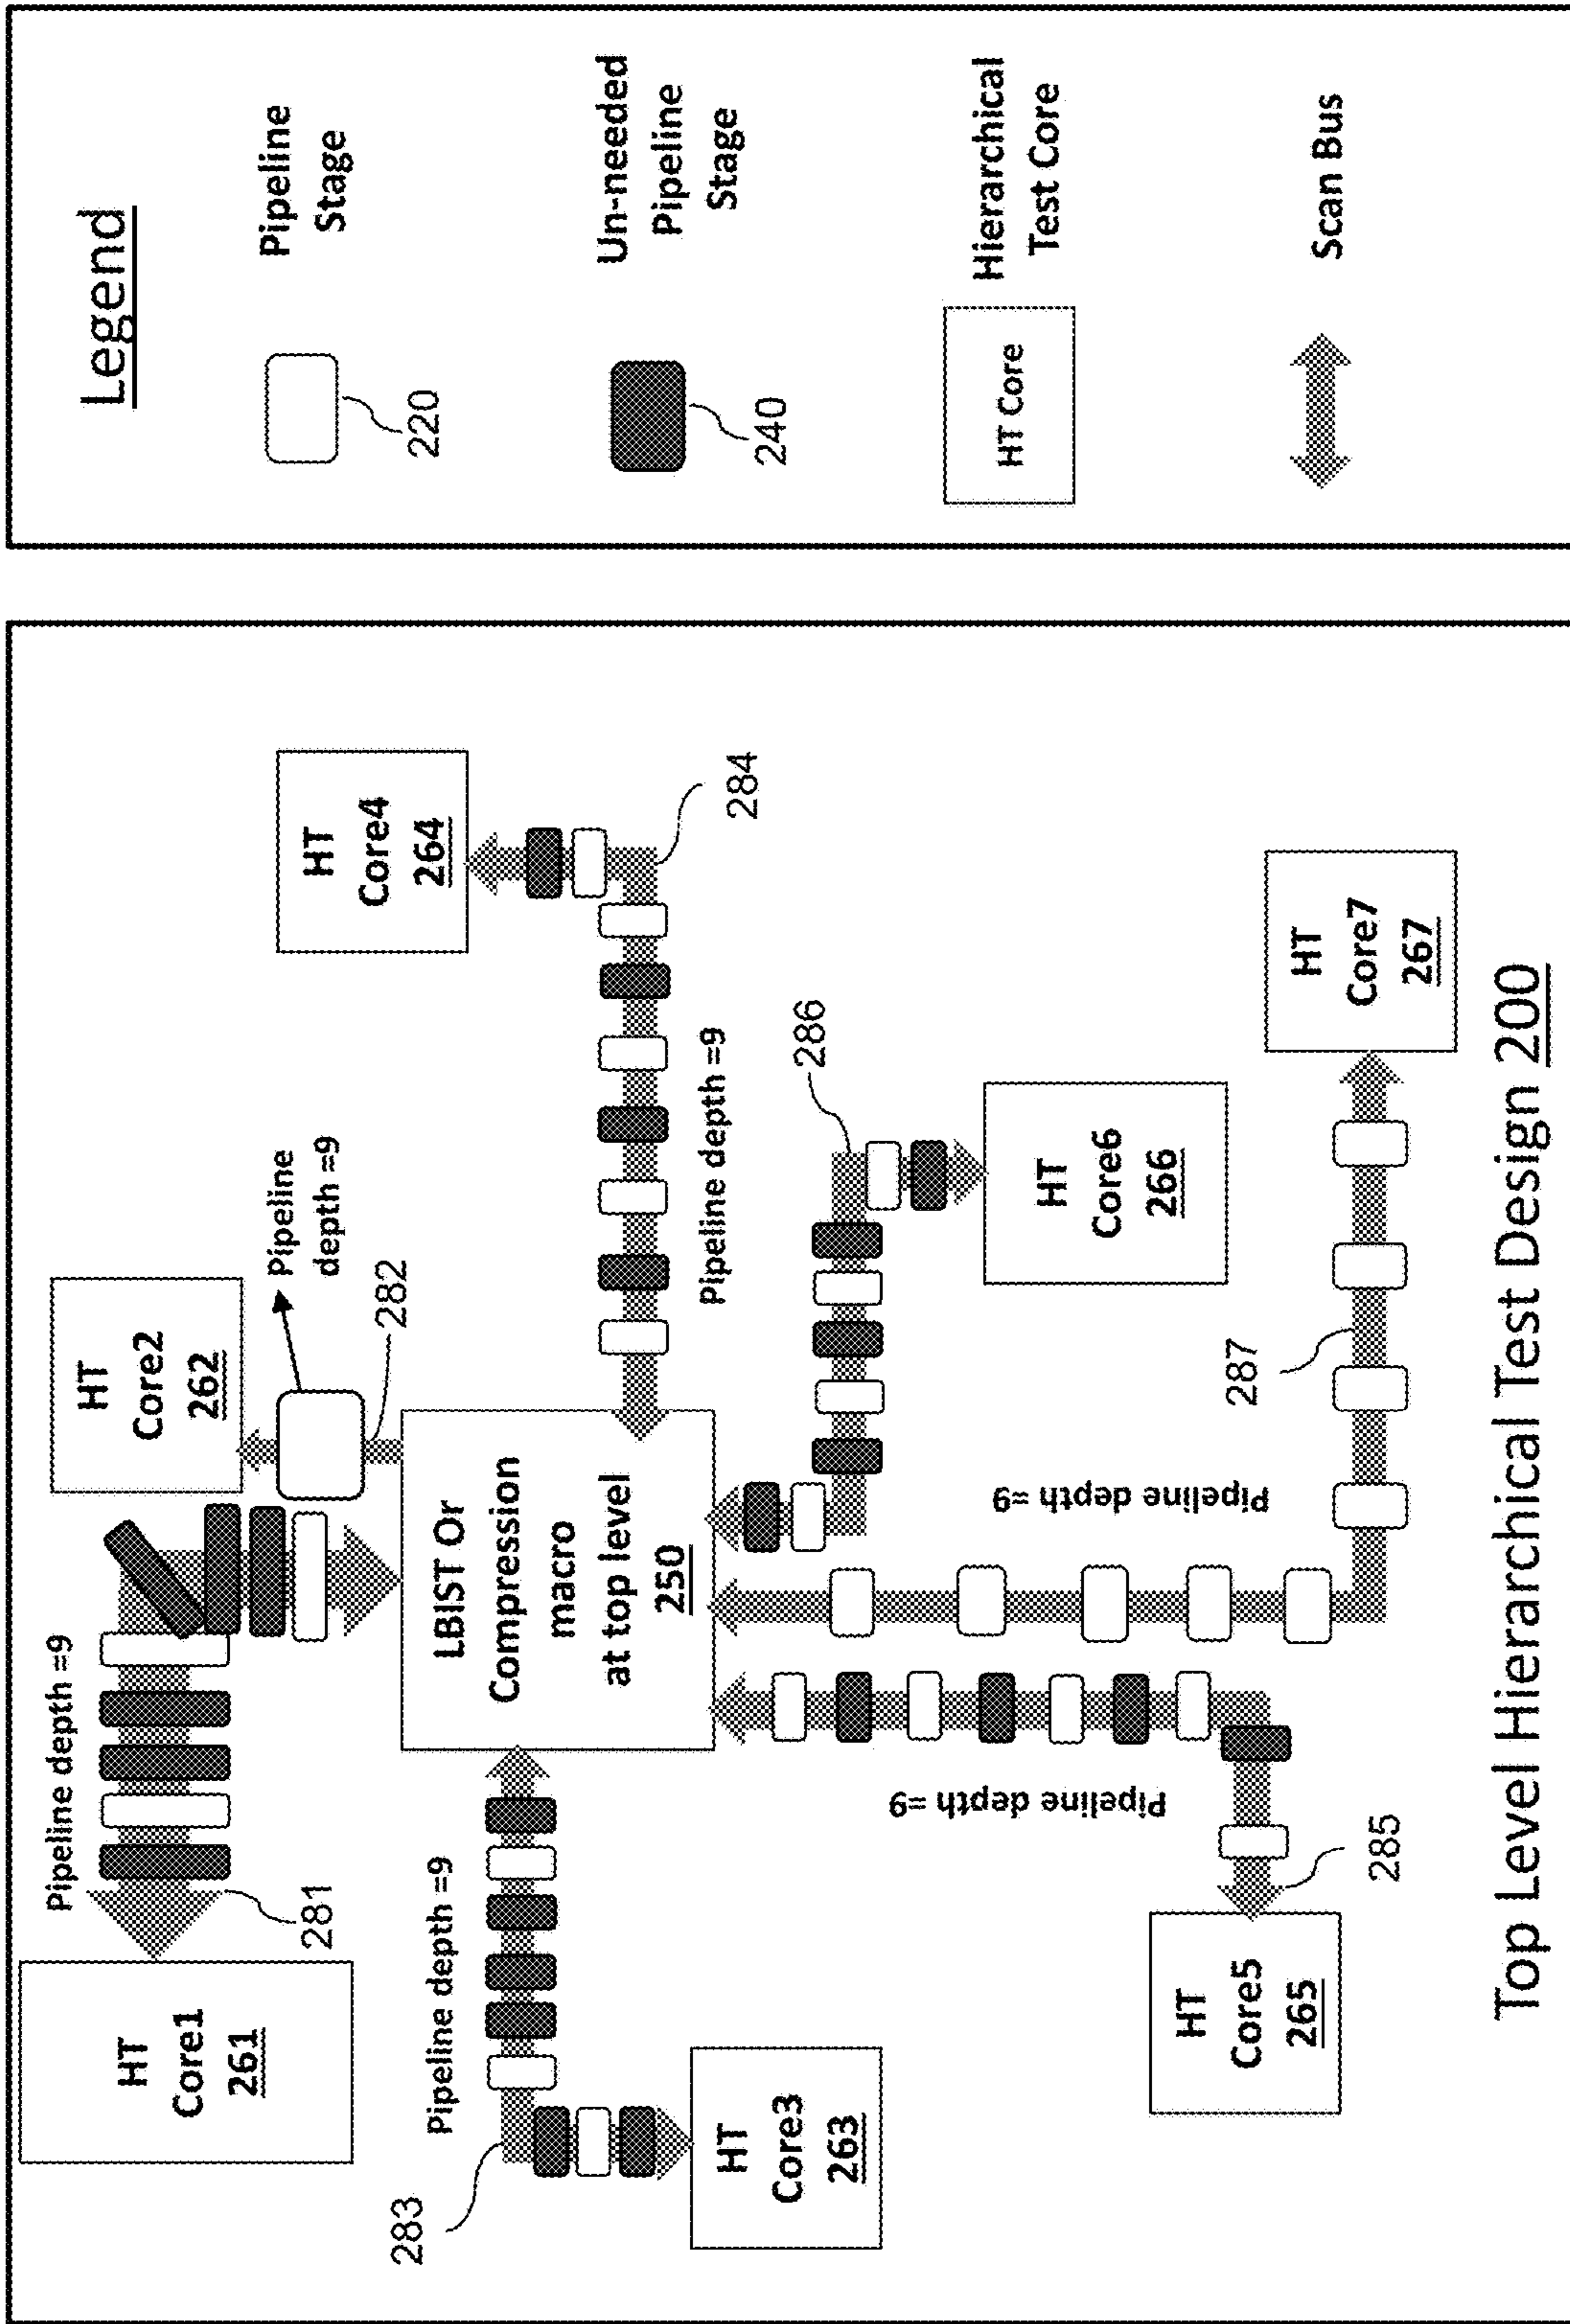 Legend
Pipeline
Stage
220
Un-needed
Pipeline
Stage
240
HT Core
Hierarchical
Test Core
Scan Bus
HT
Core1
261
281
Pipeline depth =9
HT
Core2
262
Pipeline
depth =9
282
HT
Core3
263
283
Pipeline depth =9
HT
Core4
264
284
Pipeline depth =9
LBIST Or
Compression
macro
at top level
250
HT
Core5
265
285
Pipeline depth =9
HT
Core6
266
286
HT
Core7
267
287
Pipeline depth =9
Top Level Hierarchical Test Design 200